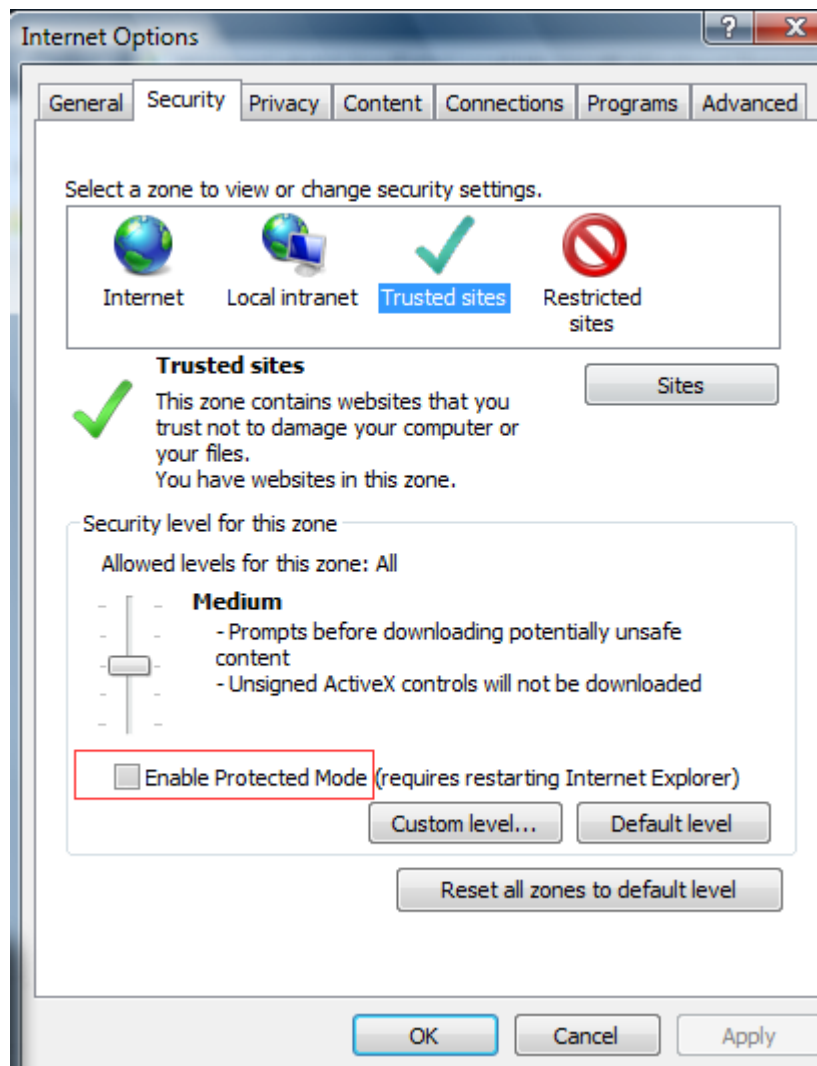 Internet Options
?
X
General Security Privacy Content Connections Programs Advanced
Select a zone to view or change security settings.
Internet Local intranet Trusted sites Restricted
sites
Trusted sites
Sites
This zone contains websites that you
trust not to damage your computer or
your files.
You have websites in this zone.
Security level for this zone
Allowed levels for this zone: All
Medium
- Prompts before downloading potentially unsafe
content
- Unsigned ActiveX controls will not be downloaded
Enable Protected Mode (requires restarting Internet Explorer)
Custom level... Default level
Reset all zones to default level
OK Cancel Apply